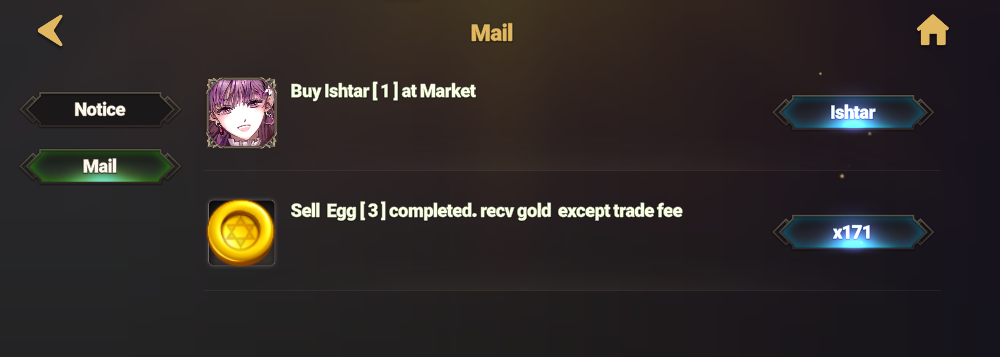 Mail
Notice
Mail
Buy Ishtar [ 1 ] at Market
Ishtar
Sell Egg [ 3 ] completed. recv gold except trade fee
x171